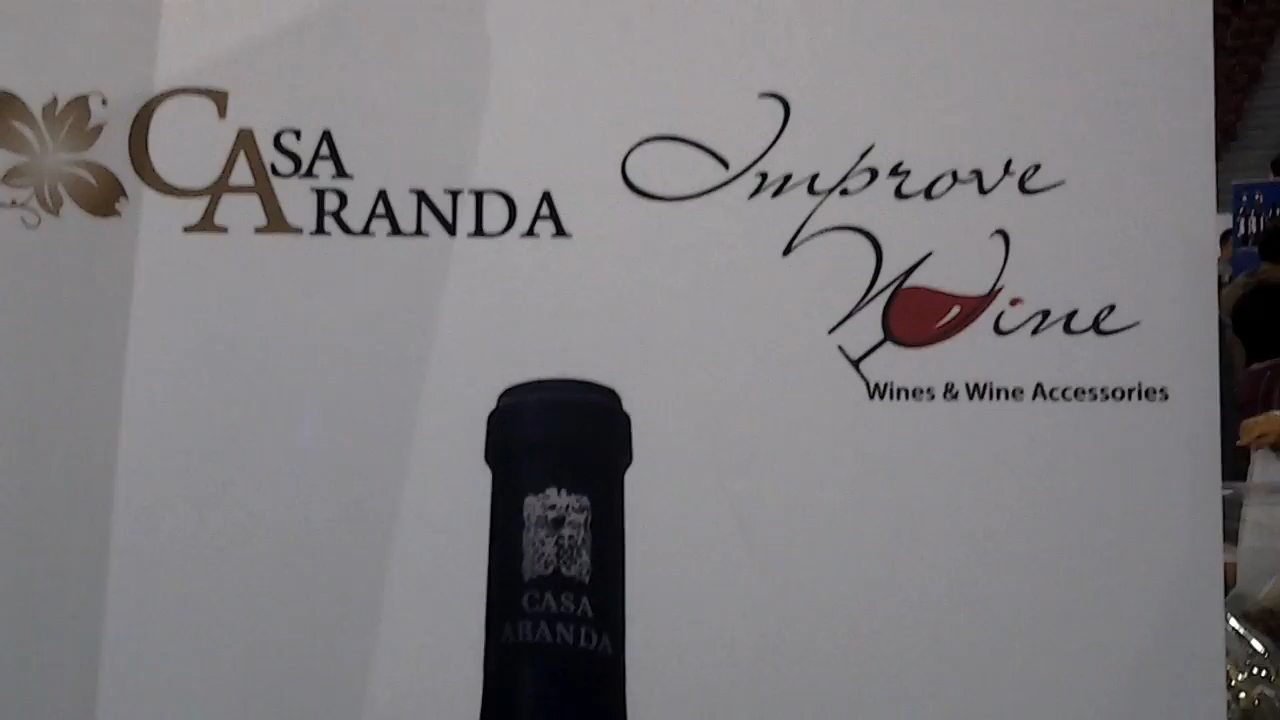 CASA
ARANDA
Improve
Wine
Wines & Wine Accessories
CASA
ARANDA